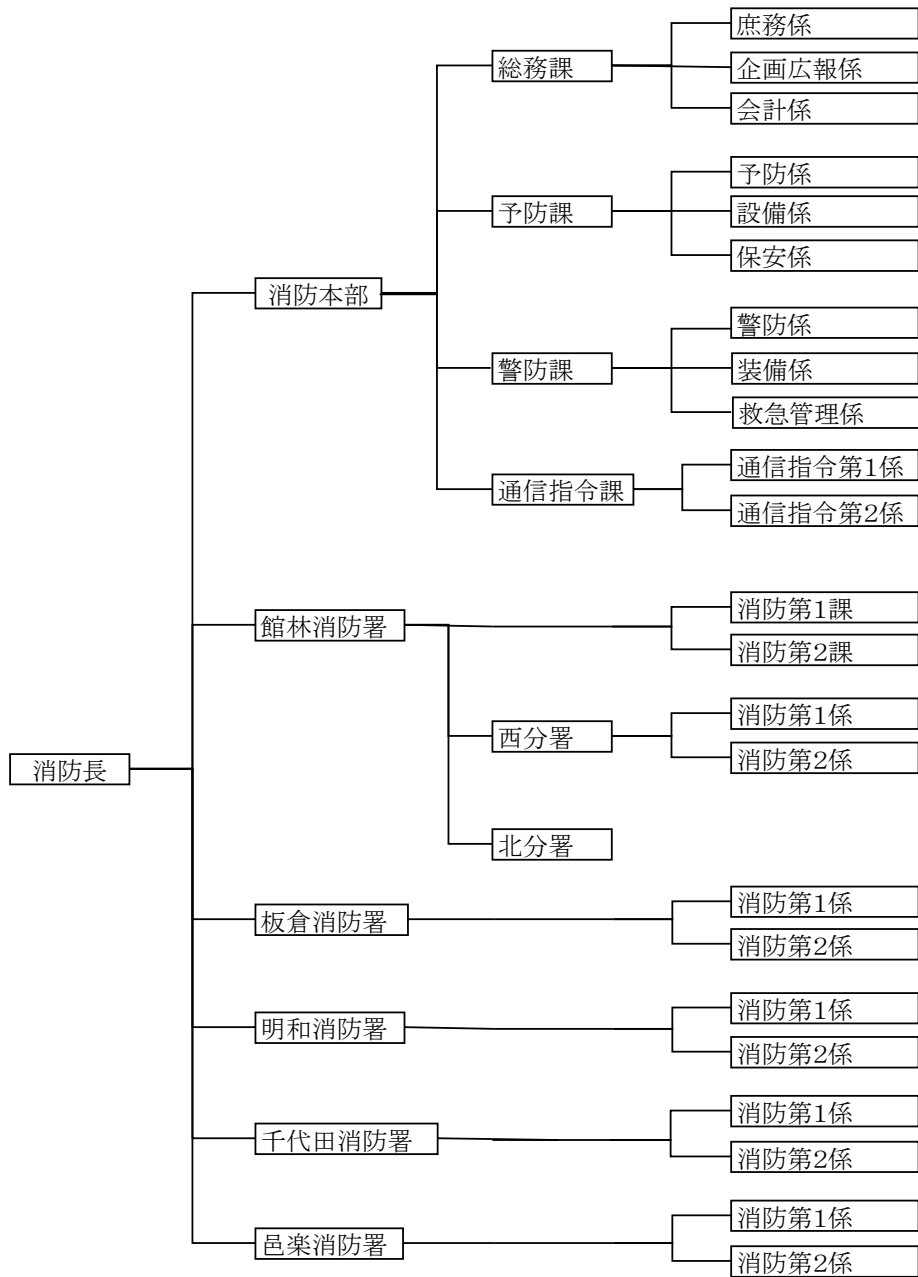 庶務係
総務課
企画広報係
会計係
予防係
予防課
設備係
保安係
消防本部
警防係
警防課
装備係
救急管理係
通信指令第1係
通信指令課
通信指令第2係
館林消防署
消防第1課
消防第2課
消防第1係
西分署
消防第2係
消防長
北分署
板倉消防署
消防第1係
消防第2係
明和消防署
消防第1係
消防第2係
千代田消防署
消防第1係
消防第2係
邑楽消防署
消防第1係
消防第2係